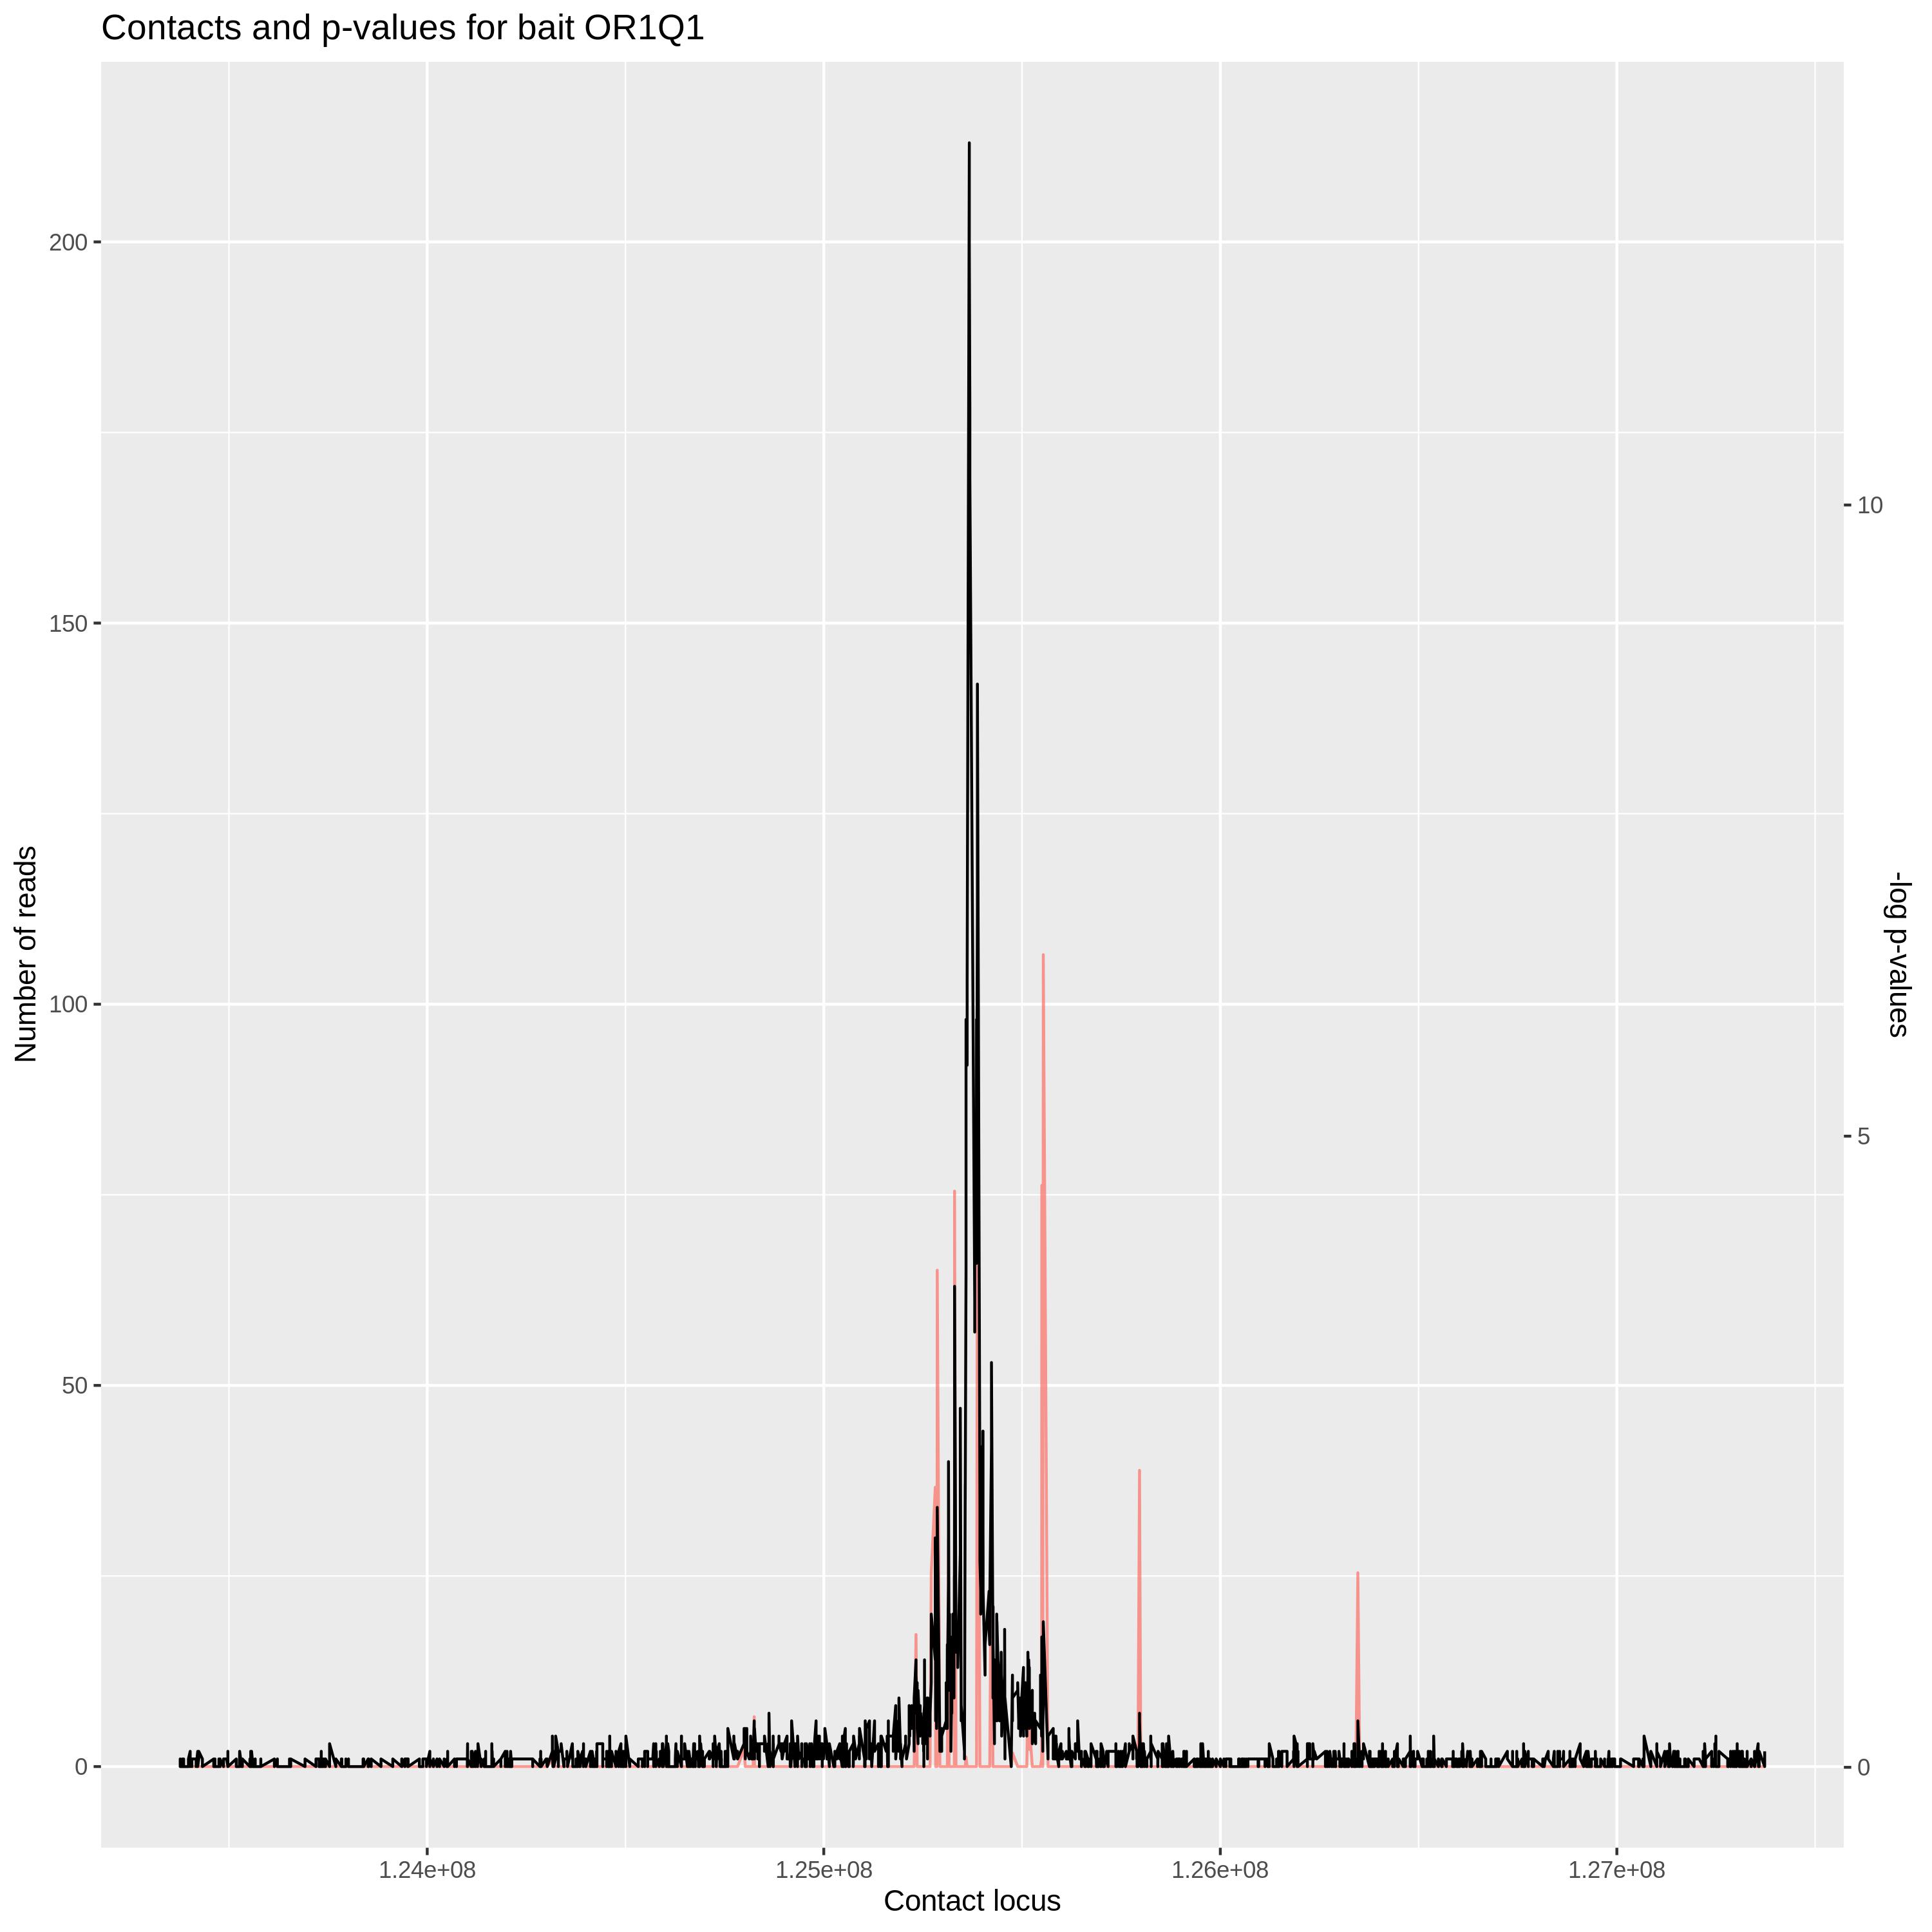 Contacts and p-values for bait OR1Q1
200
150
100
50
0
Number of reads
10
5
0
-log p-values
1.24e+08 1.25e+08 1.26e+08 1.27e+08
Contact locus